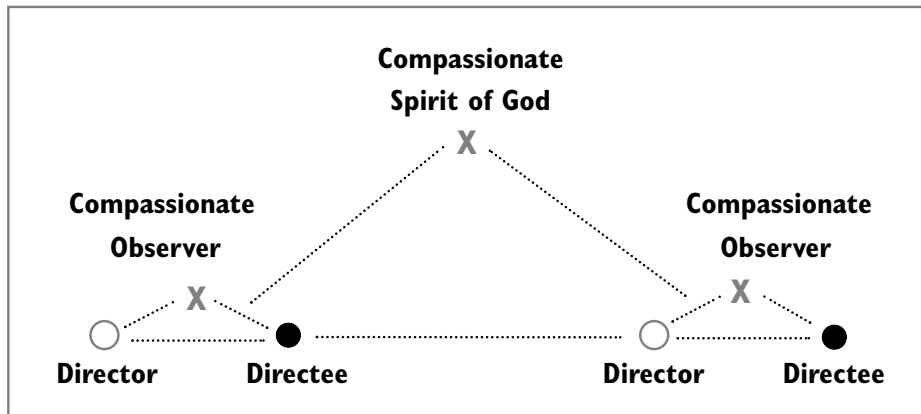 Compassionate
Spirit of God
X
Compassionate
Observer
X
Compassionate
Observer
X
Director
Directee
Director
Directee